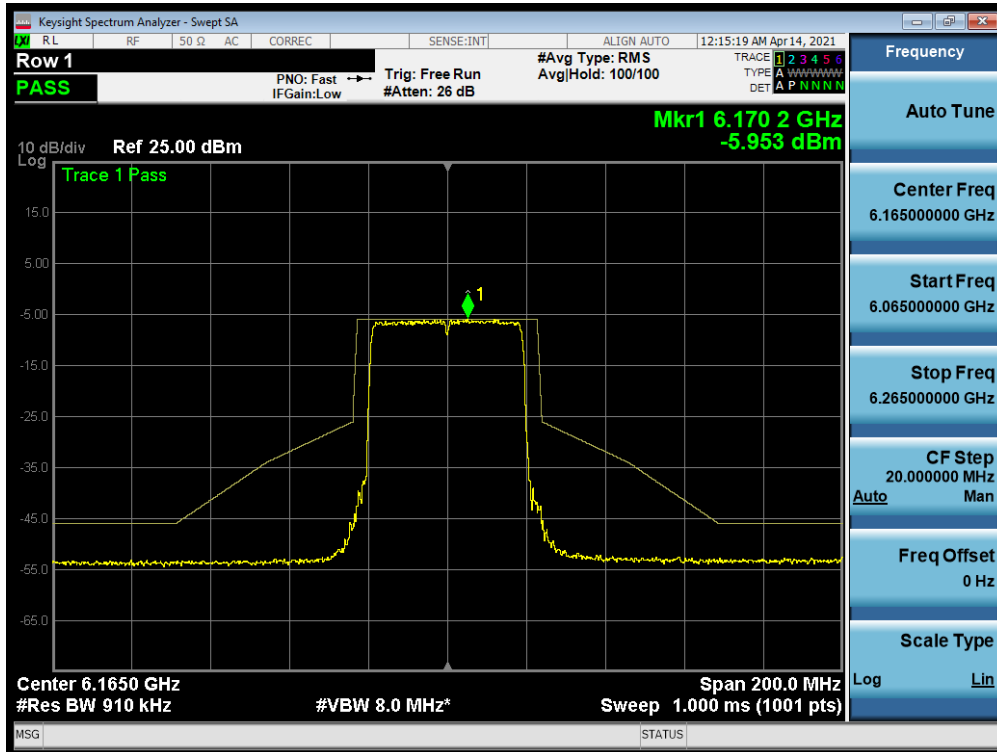 Keysight Spectrum Analyzer - Swept SA
LXI RL RF 50 Ω AC CORREC SENSE:INT ALIGN AUTO 12:15:19 AM Apr 14, 2021
Row 1
PASS
PNO: Fast
IFGain:Low
Trig: Free Run
#Atten: 26 dB
#Avg Type: RMS
Avg|Hold: 100/100
TRACE 1 2 3 4 5 6
TYPE A WWWWW
DET A P N N N N
Mkr1 6.170 2 GHz
-5.953 dBm
10 dB/div Ref 25.00 dBm
Log
Trace 1 Pass
15.0
5.00
1
-5.00
-15.0
-25.0
-35.0
-45.0
-55.0
-65.0
Center 6.1650 GHz
Span 200.0 MHz
#Res BW 910 kHz
#VBW 8.0 MHz*
Sweep 1.000 ms (1001 pts)
MSG STATUS
Frequency
Auto Tune
Center Freq
6.165000000 GHz
Start Freq
6.065000000 GHz
Stop Freq
6.265000000 GHz
CF Step
20.000000 MHz
Auto Man
Freq Offset
0 Hz
Scale Type
Log Lin